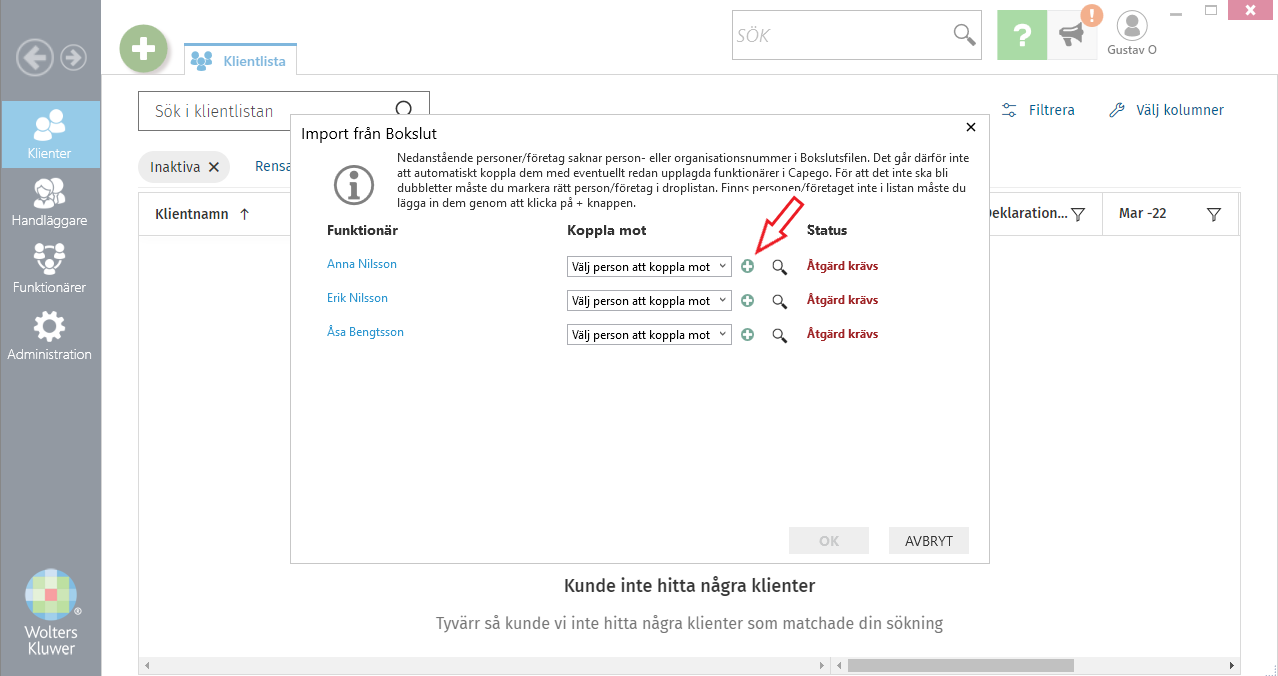 SÖK
?
!
Gustav O
Klientlista
Sök i klientlistan
Filtrera
Välj kolumner
Klienter
Inaktiva
Rensa
Handläggare
Klientnamn
Deklaration...
Mar -22
Funktionärer
Administration
Import från Bokslut
Nedanstående personer/företag saknar person- eller organisationsnummer i Bokslutsfilen. Det går därför inte
att automatiskt koppla dem med eventuellt redan upplagda funktionärer i Capego. För att det inte ska bli
dubbletter måste du markera rätt person/företag i droplistan. Finns personen/företaget inte i listan måste du
lägga in dem genom att klicka på + knappen.
Funktionär
Koppla mot
Status
Anna Nilsson
Välj person att koppla mot
Åtgärd krävs
Erik Nilsson
Välj person att koppla mot
Åtgärd krävs
Åsa Bengtsson
Välj person att koppla mot
Åtgärd krävs
OK
AVBRYT
Kunde inte hitta några klienter
Tyvärr så kunde vi inte hitta några klienter som matchade din sökning
®
Wolters
Kluwer